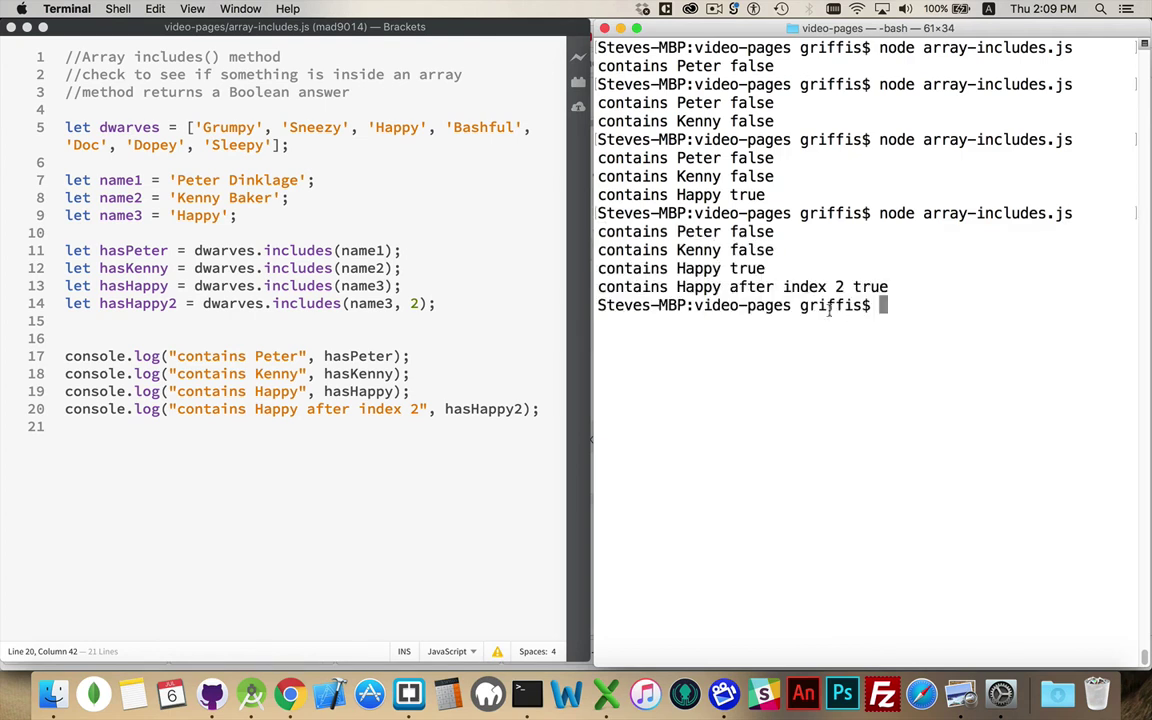 Terminal Shell Edit View Window Help
100% Thu 2:09 PM
video-pages/array-includes.js (mad9014) — Brackets
1 //Array includes() method
2 //check to see if something is inside an array
3 //method returns a Boolean answer
4
5 let dwarves = ['Grumpy', 'Sneezy', 'Happy', 'Bashful',
'Doc', 'Dopey', 'Sleepy'];
6
7 let name1 = 'Peter Dinklage';
8 let name2 = 'Kenny Baker';
9 let name3 = 'Happy';
10
11 let hasPeter = dwarves.includes(name1);
12 let hasKenny = dwarves.includes(name2);
13 let hasHappy = dwarves.includes(name3);
14 let hasHappy2 = dwarves.includes(name3, 2);
15
16
17 console.log("contains Peter", hasPeter);
18 console.log("contains Kenny", hasKenny);
19 console.log("contains Happy", hasHappy);
20 console.log("contains Happy after index 2", hasHappy2);
21
Line 20, Column 42 — 21 Lines
INS JavaScript Spaces: 4
video-pages — -bash — 61×34
Steves-MBP:video-pages griffis$ node array-includes.js
contains Peter false
Steves-MBP:video-pages griffis$ node array-includes.js
contains Peter false
contains Kenny false
Steves-MBP:video-pages griffis$ node array-includes.js
contains Peter false
contains Kenny false
contains Happy true
Steves-MBP:video-pages griffis$ node array-includes.js
contains Peter false
contains Kenny false
contains Happy true
contains Happy after index 2 true
Steves-MBP:video-pages griffis$
6
An
Ps
Fz